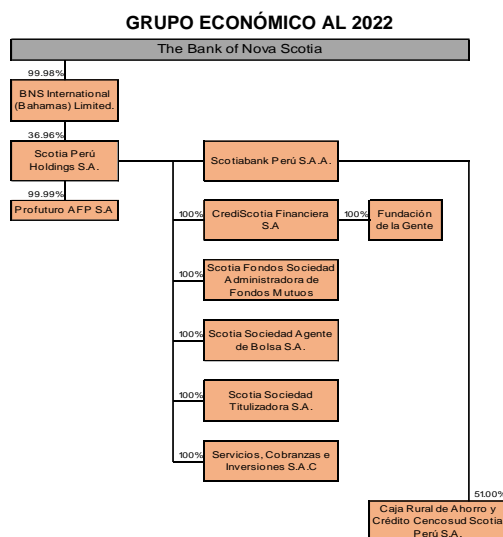 GRUPO ECONÓMICO AL 2022
The Bank of Nova Scotia
99.98%
BNS International
(Bahamas) Limited.
36.96%
Scotia Perú
Holdings S.A.
Scotiabank Perú S.A.A.
99.99%
Profuturo AFP S.A
100%
CrediScotia Financiera
S.A
100%
Fundación
de la Gente
100%
Scotia Fondos Sociedad
Administradora de
Fondos Mutuos
100%
Scotia Sociedad Agente
de Bolsa S.A.
100%
Scotia Sociedad
Titulizadora S.A.
100%
Servicios, Cobranzas e
Inversiones S.A.C
51.00%
Caja Rural de Ahorro y
Crédito Cencosud Scotia
Perú S.A.